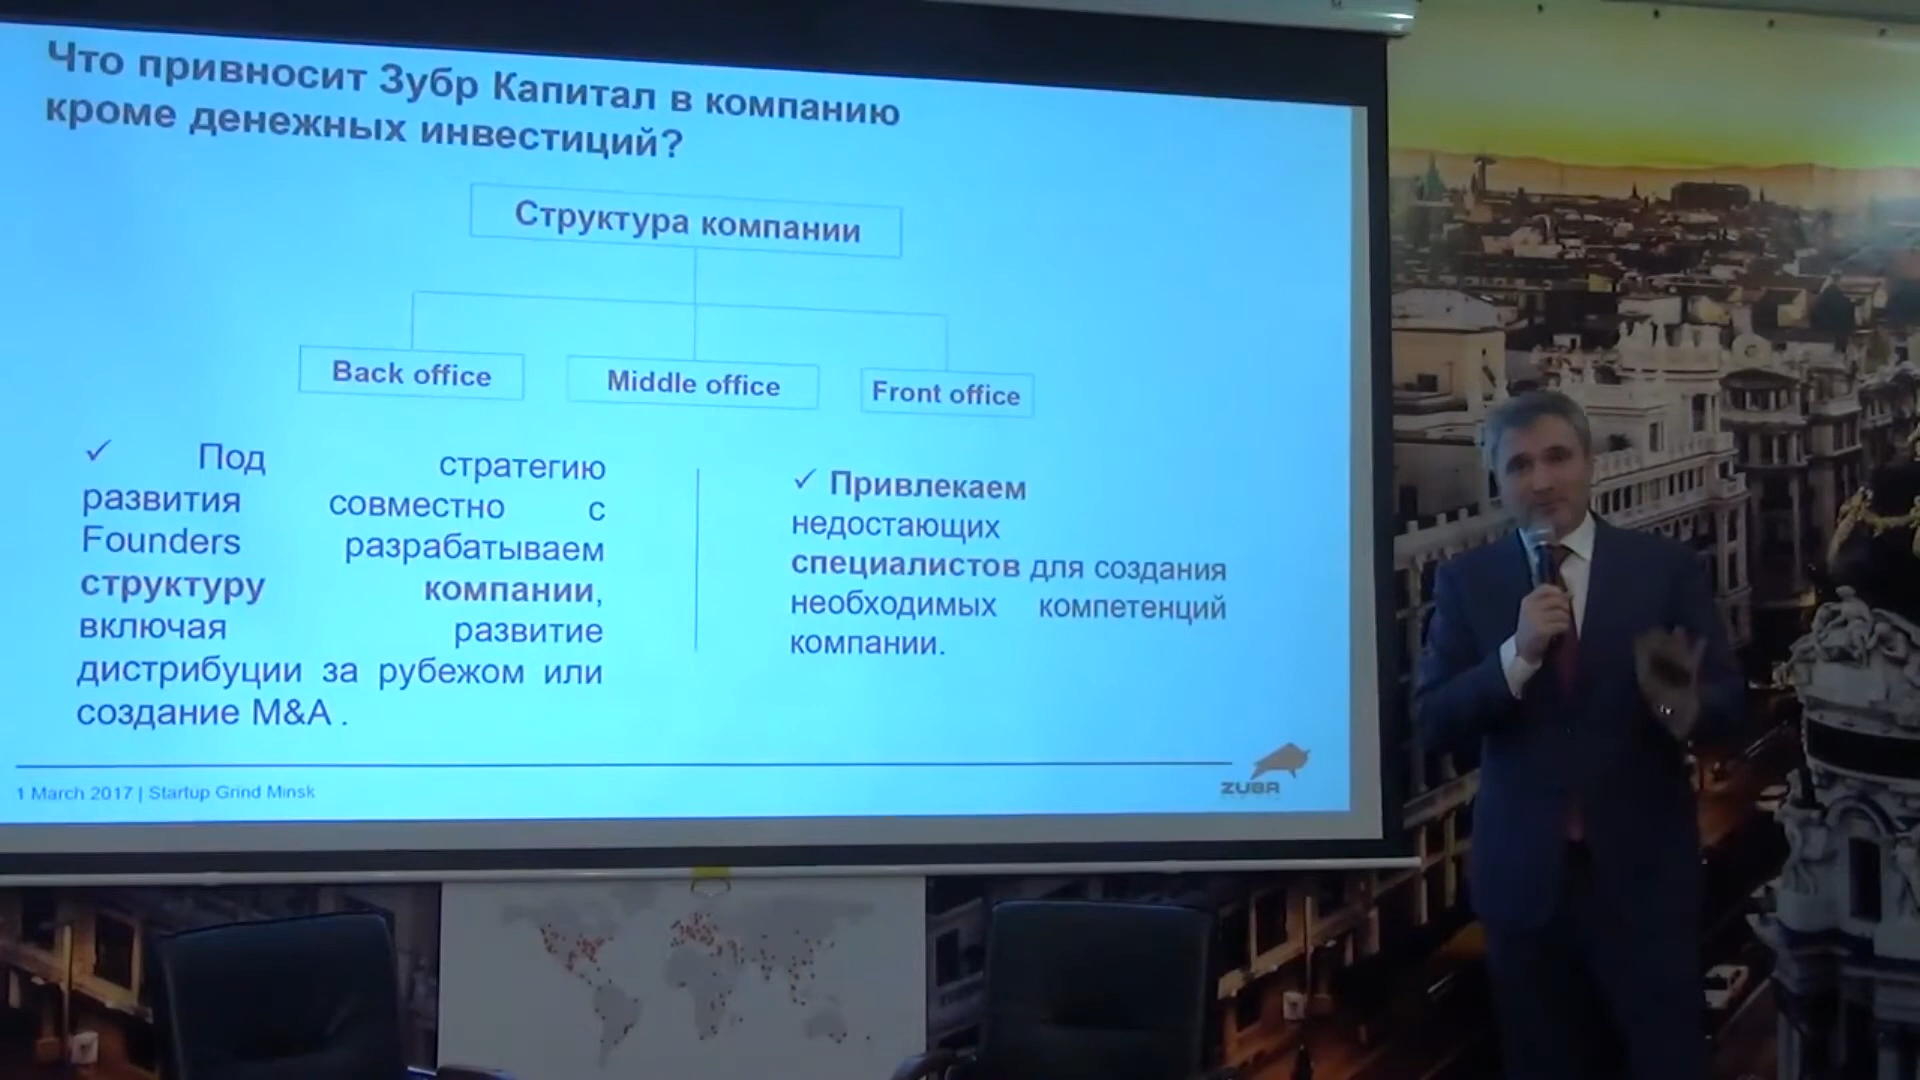 Что привносит Зубр Капитал в компанию
кроме денежных инвестиций?
Структура компании
Back office
Middle office
Front office
✓ Под стратегию
развития совместно с
Founders разрабатываем
структуру компании,
включая развитие
дистрибуции за рубежом или
создание M&A .
✓ Привлекаем
недостающих
специалистов для создания
необходимых компетенций
компании.
1 March 2017 | Startup Grind Minsk
ZUBR